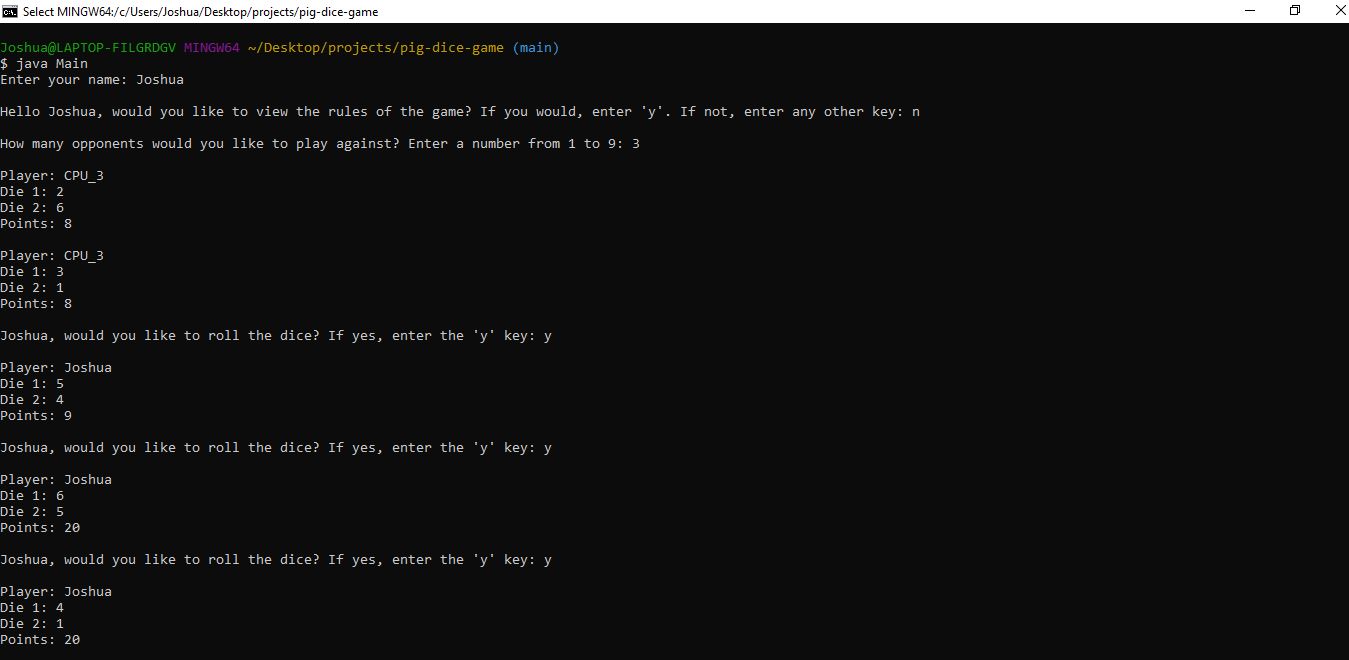 Select MINGW64:/c/Users/Joshua/Desktop/projects/pig-dice-game
Joshua@LAPTOP-FILGRDGV MINGW64 ~/Desktop/projects/pig-dice-game (main)
$ java Main
Enter your name: Joshua
Hello Joshua, would you like to view the rules of the game? If you would, enter 'y'. If not, enter any other key: n
How many opponents would you like to play against? Enter a number from 1 to 9: 3
Player: CPU_3
Die 1: 2
Die 2: 6
Points: 8
Player: CPU_3
Die 1: 3
Die 2: 1
Points: 8
Joshua, would you like to roll the dice? If yes, enter the 'y' key: y
Player: Joshua
Die 1: 5
Die 2: 4
Points: 9
Joshua, would you like to roll the dice? If yes, enter the 'y' key: y
Player: Joshua
Die 1: 6
Die 2: 5
Points: 20
Joshua, would you like to roll the dice? If yes, enter the 'y' key: y
Player: Joshua
Die 1: 4
Die 2: 1
Points: 20